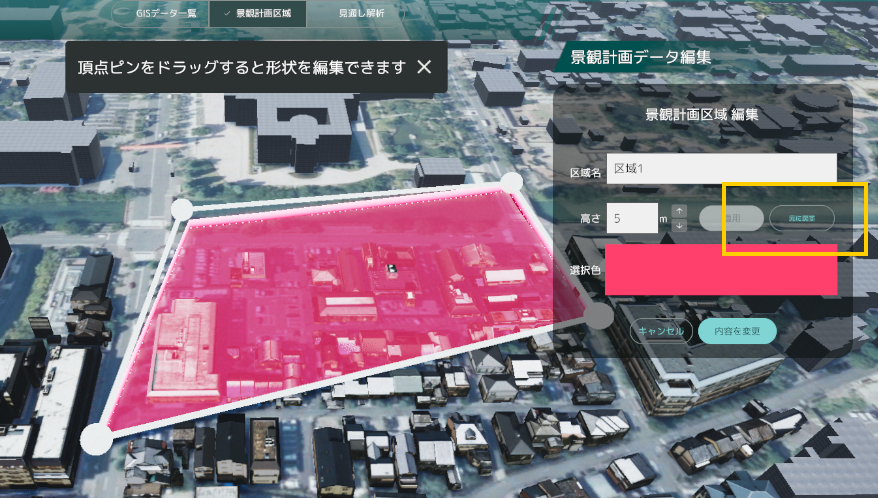 GISデータ一覧
✓ 景観計画区域
見通し解析
頂点ピンをドラッグすると形状を編集できます ×
景観計画データ編集
景観計画区域 編集
区域名 区域1
高さ 5 m ↑ ↓ 適用 元に戻す
選択色
キャンセル 内容を変更